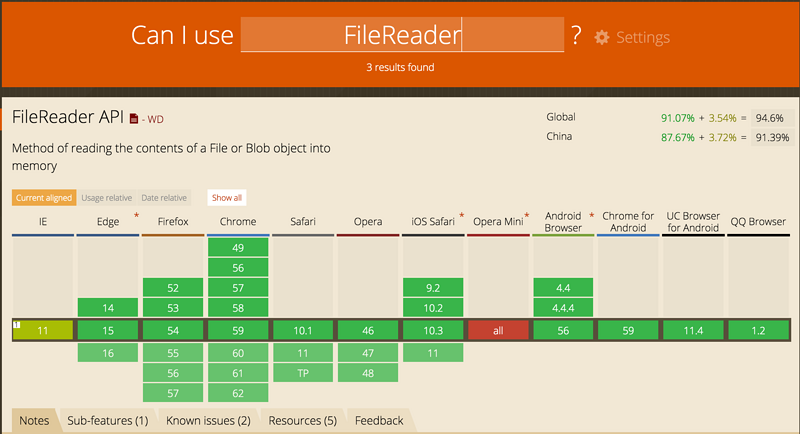 Can I use FileReader ? Settings
3 results found
FileReader API - WD
Global 91.07% + 3.54% = 94.6%
China 87.67% + 3.72% = 91.39%
Method of reading the contents of a File or Blob object into
memory
Current aligned Usage relative Date relative Show all
IE Edge * Firefox Chrome Safari Opera iOS Safari * Opera Mini * Android Browser * Chrome for Android UC Browser for Android QQ Browser
49
56
52 57 9.2 4.4
14 53 58 10.2 4.4.4
1 11 15 54 59 10.1 46 10.3 all 56 59 11.4 1.2
16 55 60 11 47 11
56 61 TP 48
57 62
Notes Sub-features (1) Known issues (2) Resources (5) Feedback